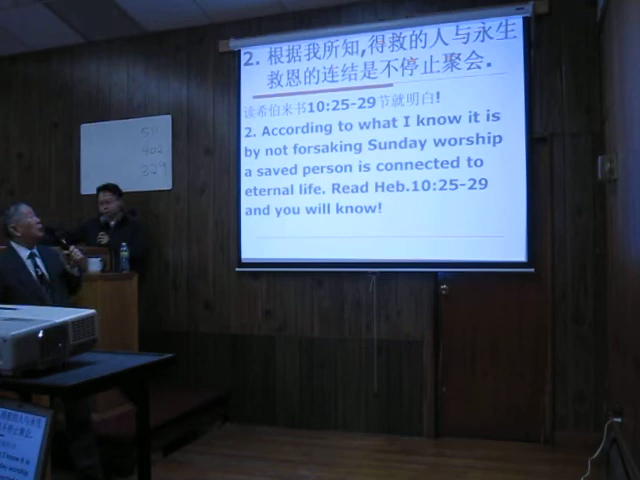 2. 根据我所知,得救的人与永生
救恩的连结是不停止聚会.
读希伯来书10:25-29节就明白!
2. According to what I know it is
by not forsaking Sunday worship
a saved person is connected to
eternal life. Read Heb.10:25-29
and you will know!
511
402
329